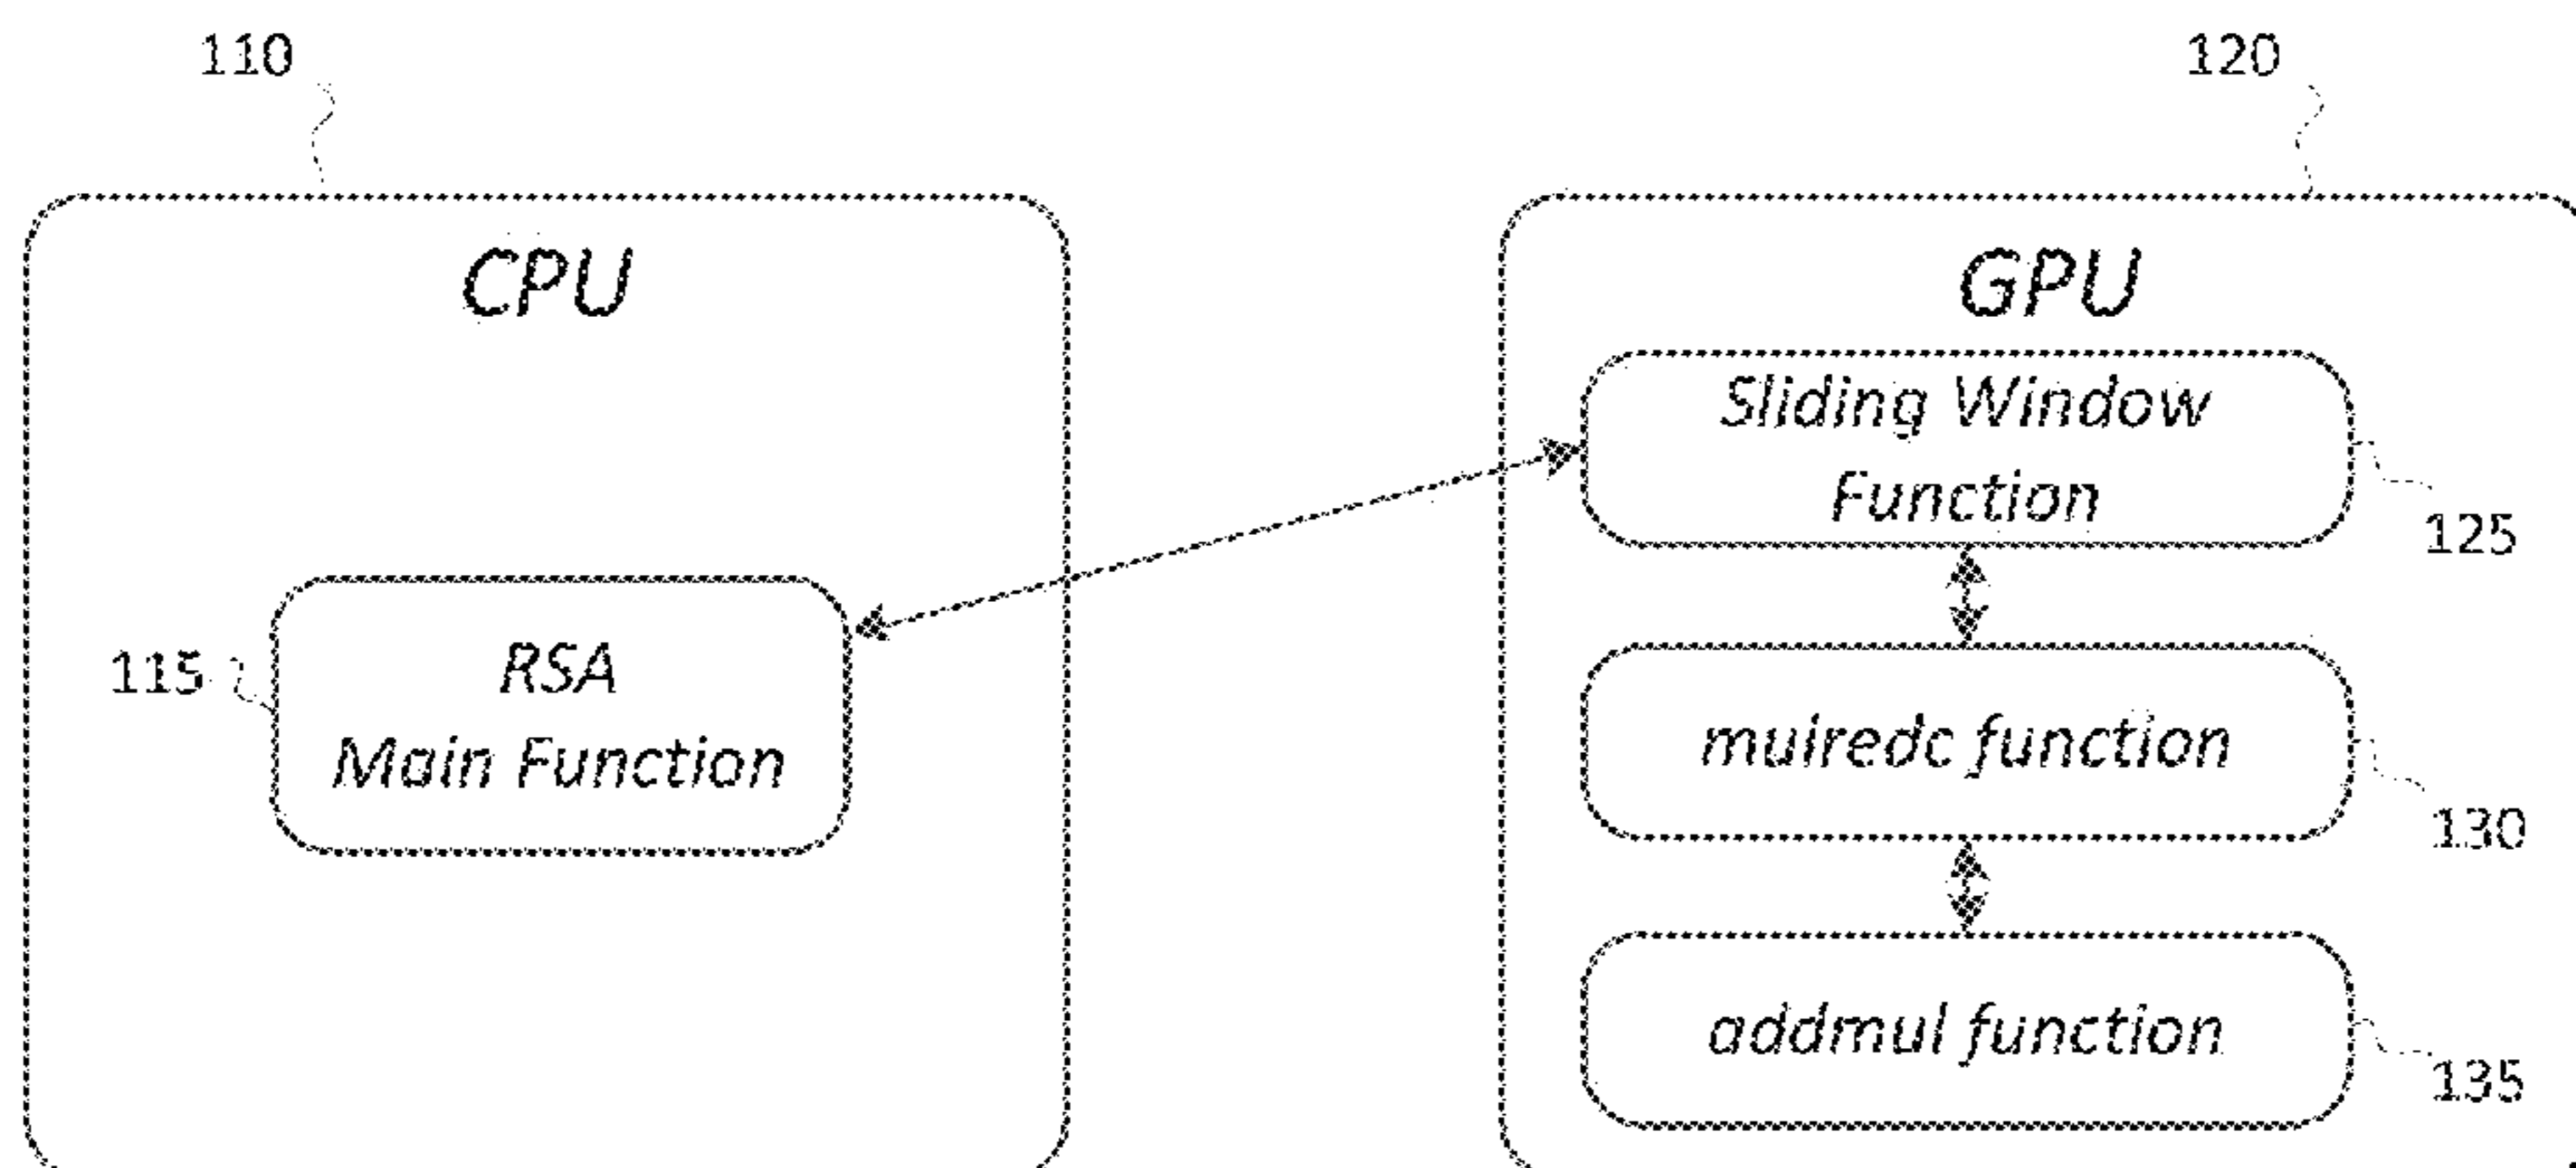 110
120
CPU
GPU
Sliding Window
Function
125
115
RSA
Main Function
muiredc function
130
addmul function
135